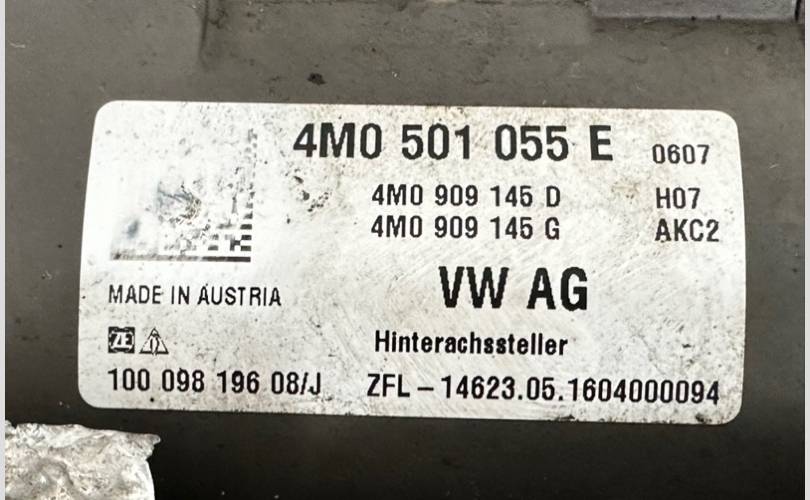 4M0 501 055 E 0607
4M0 909 145 D H07
4M0 909 145 G AKC2
VW AG
MADE IN AUSTRIA
Hinterachssteller
ZF
100 098 196 08/J ZFL – 14623.05.1604000094